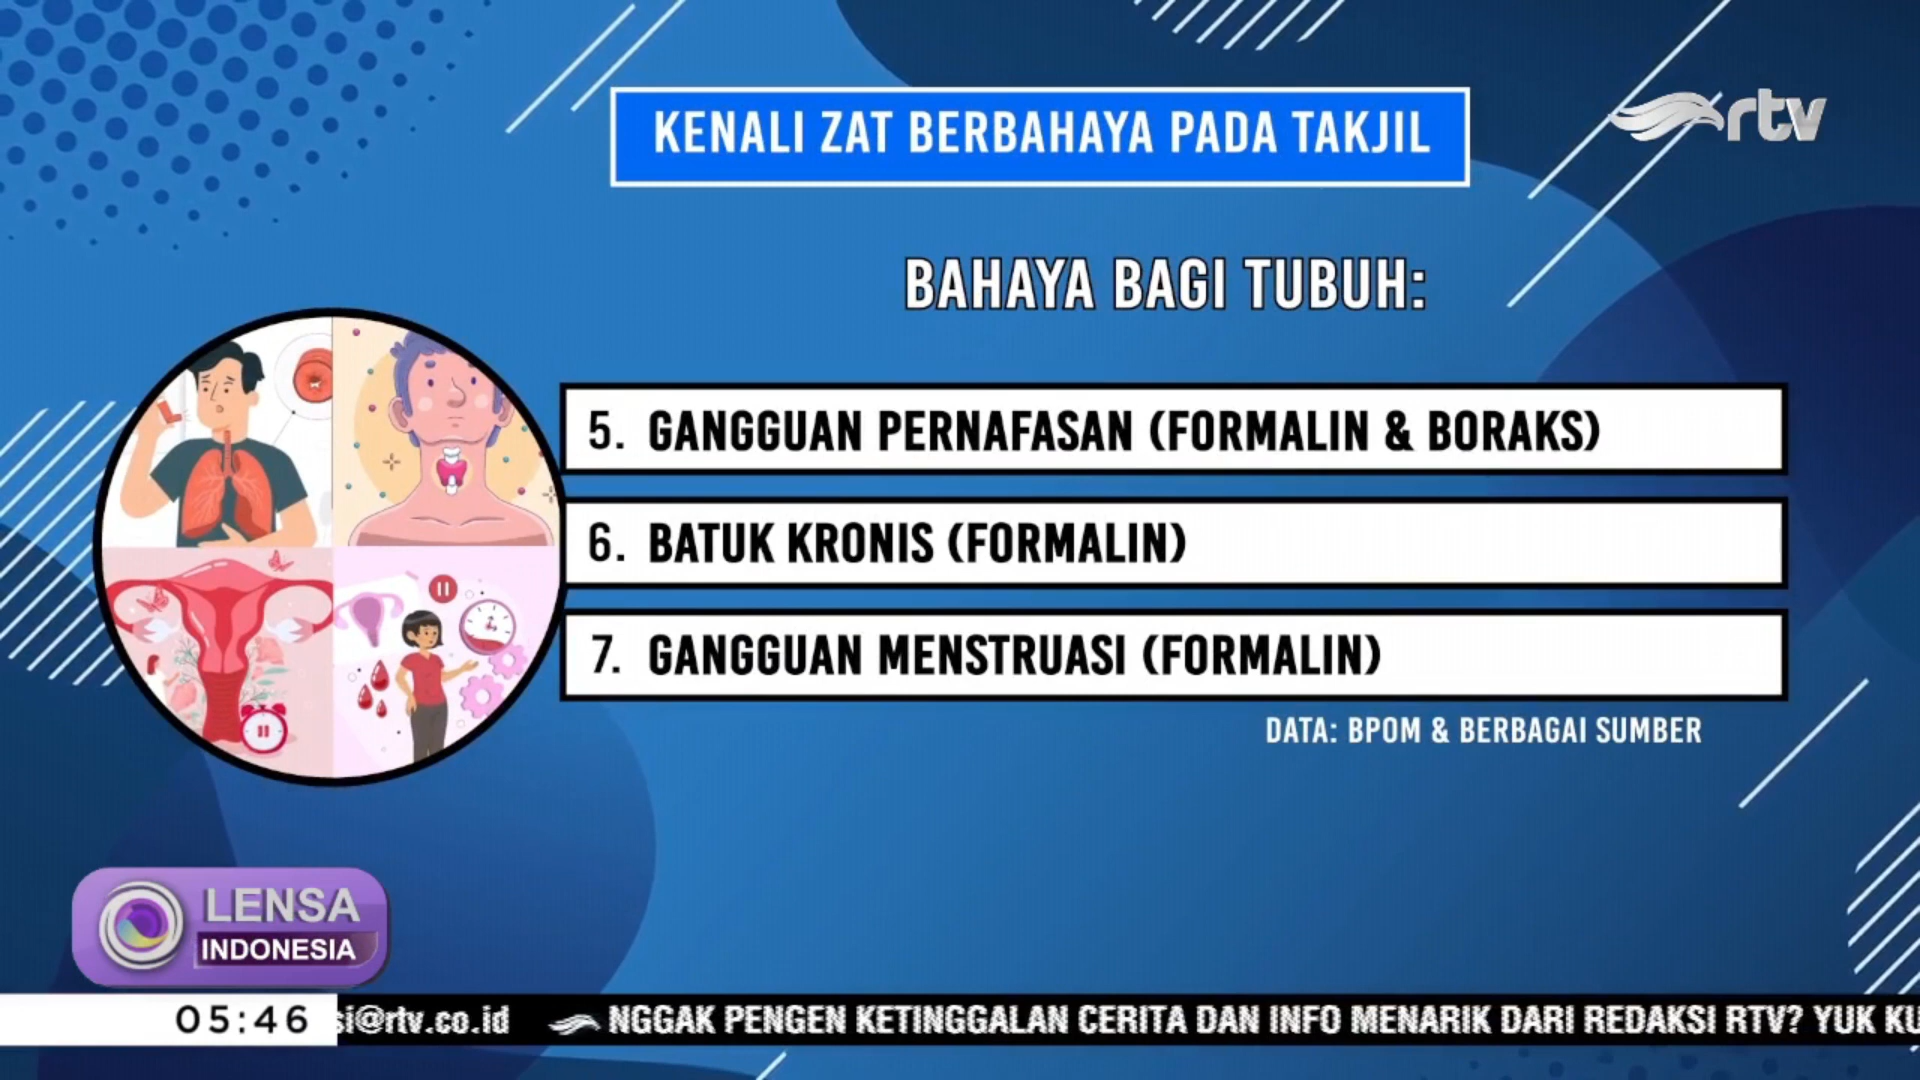 KENALI ZAT BERBAHAYA PADA TAKJIL
rtv
BAHAYA BAGI TUBUH:
5. GANGGUAN PERNAFASAN (FORMALIN & BORAKS)
6. BATUK KRONIS (FORMALIN)
7. GANGGUAN MENSTRUASI (FORMALIN)
DATA: BPOM & BERBAGAI SUMBER
LENSA
INDONESIA
05:46 si@rtv.co.id NGGAK PENGEN KETINGGALAN CERITA DAN INFO MENARIK DARI REDAKSI RTV? YUK KU